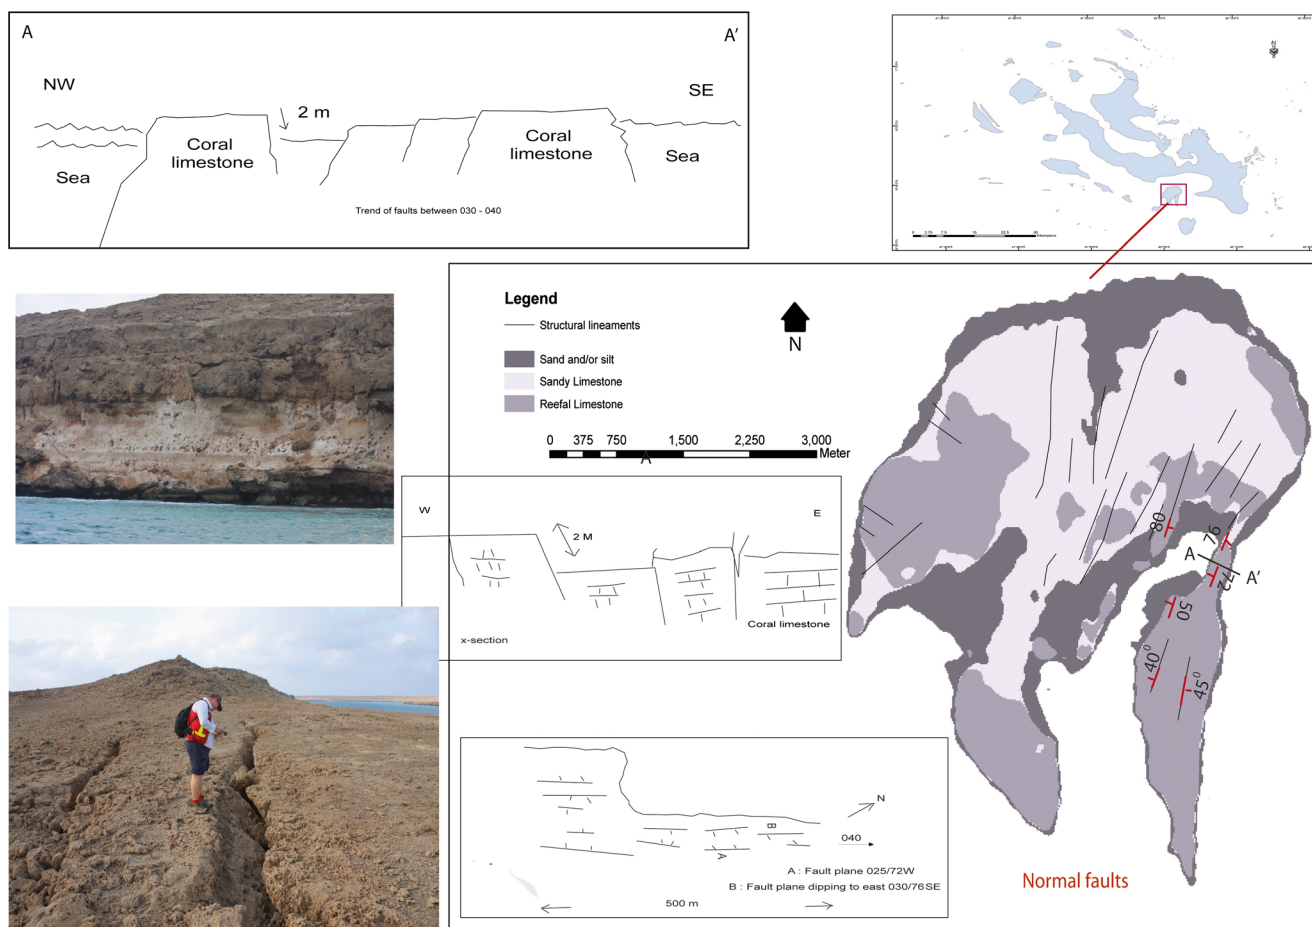 A
A'
NW
SE
2 m
Coral
limestone
Coral
limestone
Sea
Sea
Trend of faults between 030 - 040
Legend
Structural lineaments
Sand and/or silt
Sandy Limestone
Reefal Limestone
N
0 375 750 1,500 2,250 3,000
Meter
A
W
E
2 M
x-section
Coral limestone
N
B
040
A
A : Fault plane 025/72W
B : Fault plane dipping to east 030/76SE
500 m
80
76
A
A'
72
50
40⁰
45⁰
Normal faults